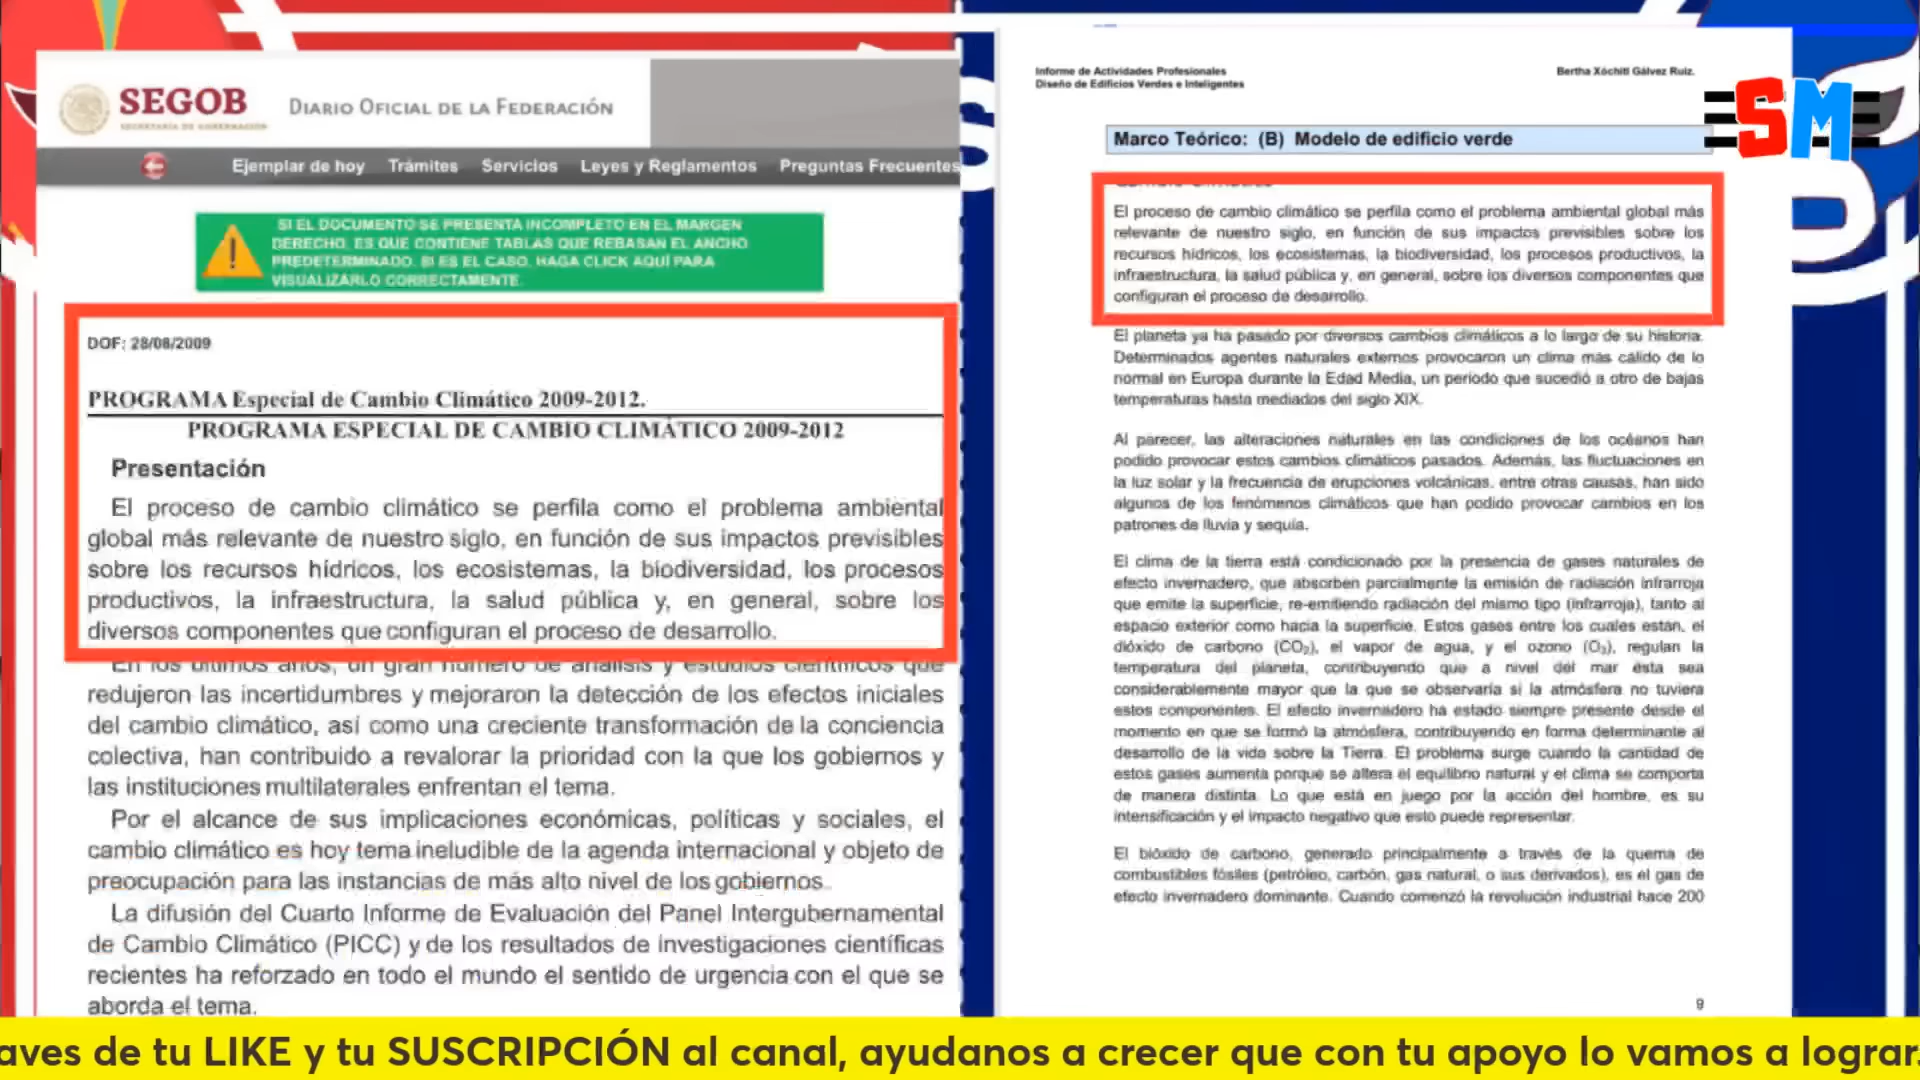 SEGOB
SECRETARÍA DE GOBERNACIÓN
DIARIO OFICIAL DE LA FEDERACIÓN
Ejemplar de hoy Trámites Servicios Leyes y Reglamentos Preguntas Frecuentes
SI EL DOCUMENTO SE PRESENTA INCOMPLETO EN EL MARGEN
DERECHO, ES QUE CONTIENE TABLAS QUE REBASAN EL ANCHO
PREDETERMINADO. SI ES EL CASO, HAGA CLICK AQUÍ PARA
VISUALIZARLO CORRECTAMENTE.
DOF: 28/08/2009
PROGRAMA Especial de Cambio Climático 2009-2012.
PROGRAMA ESPECIAL DE CAMBIO CLIMÁTICO 2009-2012
Presentación
El proceso de cambio climático se perfila como el problema ambiental
global más relevante de nuestro siglo, en función de sus impactos previsibles
sobre los recursos hídricos, los ecosistemas, la biodiversidad, los procesos
productivos, la infraestructura, la salud pública y, en general, sobre los
diversos componentes que configuran el proceso de desarrollo.
En los últimos años, un gran número de análisis y estudios científicos que
redujeron las incertidumbres y mejoraron la detección de los efectos iniciales
del cambio climático, así como una creciente transformación de la conciencia
colectiva, han contribuido a revalorar la prioridad con la que los gobiernos y
las instituciones multilaterales enfrentan el tema.
Por el alcance de sus implicaciones económicas, políticas y sociales, el
cambio climático es hoy tema ineludible de la agenda internacional y objeto de
preocupación para las instancias de más alto nivel de los gobiernos.
La difusión del Cuarto Informe de Evaluación del Panel Intergubernamental
de Cambio Climático (PICC) y de los resultados de investigaciones científicas
recientes ha reforzado en todo el mundo el sentido de urgencia con el que se
aborda el tema.
Informe de Actividades Profesionales
Diseño de Edificios Verdes e Inteligentes
Bertha Xóchitl Gálvez Ruiz.
SM
Marco Teórico: (B) Modelo de edificio verde
El proceso de cambio climático se perfila como el problema ambiental global más
relevante de nuestro siglo, en función de sus impactos previsibles sobre los
recursos hídricos, los ecosistemas, la biodiversidad, los procesos productivos, la
infraestructura, la salud pública y, en general, sobre los diversos componentes que
configuran el proceso de desarrollo.
El planeta ya ha pasado por diversos cambios climáticos a lo largo de su historia.
Determinados agentes naturales externos provocaron un clima más cálido de lo
normal en Europa durante la Edad Media, un periodo que sucedió a otro de bajas
temperaturas hasta mediados del siglo XIX.
Al parecer, las alteraciones naturales en las condiciones de los océanos han
podido provocar estos cambios climáticos pasados. Además, las fluctuaciones en
la luz solar y la frecuencia de erupciones volcánicas, entre otras causas, han sido
algunos de los fenómenos climáticos que han podido provocar cambios en los
patrones de lluvia y sequía.
El clima de la tierra está condicionado por la presencia de gases naturales de
efecto invernadero, que absorben parcialmente la emisión de radiación infrarroja
que emite la superficie, re-emitiendo radiación del mismo tipo (infrarroja), tanto al
espacio exterior como hacia la superficie. Estos gases entre los cuales están, el
dióxido de carbono (CO₂), el vapor de agua, y el ozono (O₃), regulan la
temperatura del planeta, contribuyendo que a nivel del mar ésta sea
considerablemente mayor que la que se observaría si la atmósfera no tuviera
estos componentes. El efecto invernadero ha estado siempre presente desde el
momento en que se formó la atmósfera, contribuyendo en forma determinante al
desarrollo de la vida sobre la Tierra. El problema surge cuando la cantidad de
estos gases aumenta porque se altera el equilibrio natural y el clima se comporta
de manera distinta. Lo que está en juego por la acción del hombre, es su
intensificación y el impacto negativo que esto puede representar.
El bióxido de carbono, generado principalmente a través de la quema de
combustibles fósiles (petróleo, carbón, gas natural, o sus derivados), es el gas de
efecto invernadero dominante. Cuando comenzó la revolución industrial hace 200
9
aves de tu LIKE y tu SUSCRIPCIÓN al canal, ayudanos a crecer que con tu apoyo lo vamos a lograr.